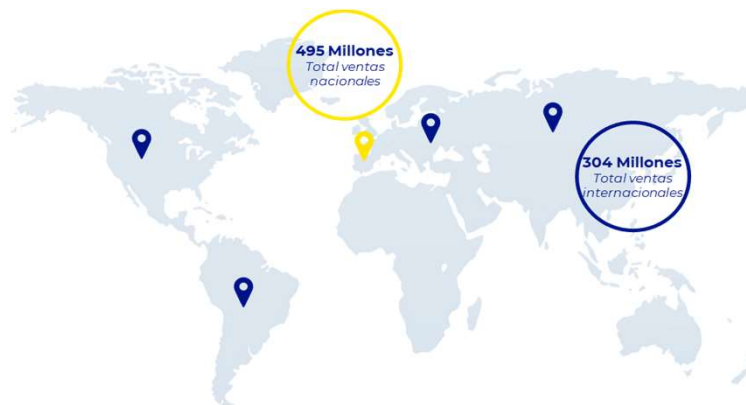 495 Millones
Total ventas
nacionales
304 Millones
Total ventas
internacionales